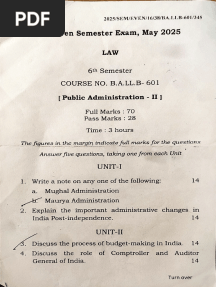 PDF
2025/SEM/EVEN/16/38/BA.LL.B-601/345
en Semester Exam, May 2025
LAW
6th Semester
COURSE NO. B.A.LL.B- 601
[ Public Administration - II ]
Full Marks : 70
Pass Marks : 28
Time : 3 hours
The figures in the margin indicate full marks for the questions
Answer five questions, taking one from each Unit
UNIT-I
1. Write note on any one of the following: 14
a. Mughal Administration
b. Maurya Administration
2. Explain the important administrative changes in 14
India Post-independence.
UNIT-II
3. Discuss the process of budget-making in India. 14
4. Discuss the role of Comptroller and Auditor 14
General of India.
Turn over